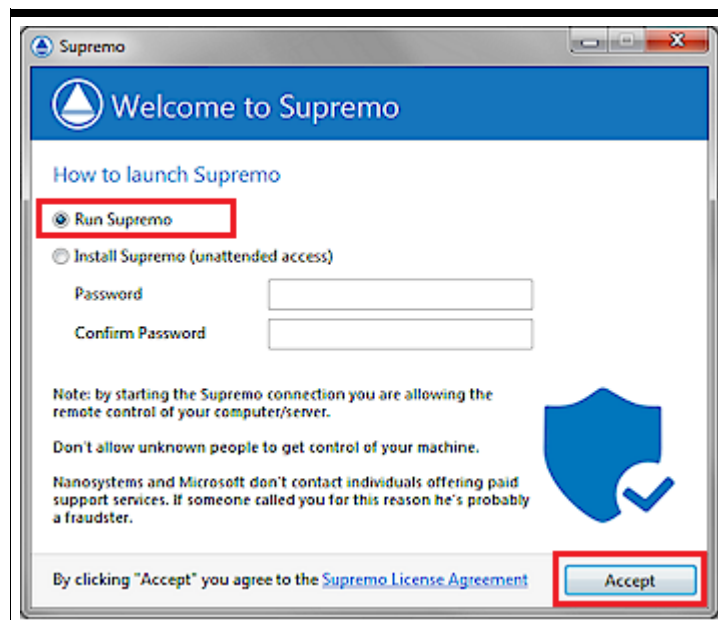 Supremo
Welcome to Supremo
How to launch Supremo
Run Supremo
Install Supremo (unattended access)
Password
Confirm Password
Note: by starting the Supremo connection you are allowing the
remote control of your computer/server.
Don't allow unknown people to get control of your machine.
Nanosystems and Microsoft don't contact individuals offering paid
support services. If someone called you for this reason he's probably
a fraudster.
By clicking "Accept" you agree to the Supremo License Agreement
Accept